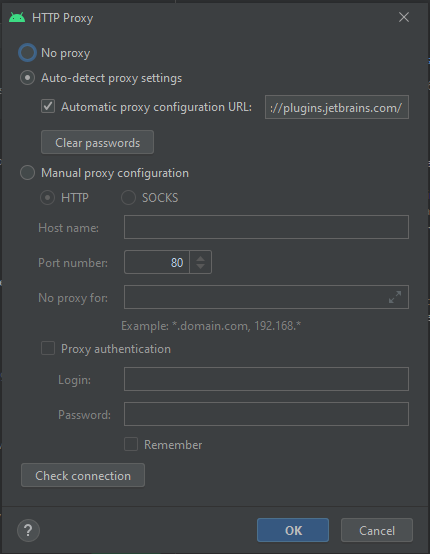 HTTP Proxy
No proxy
Auto-detect proxy settings
Automatic proxy configuration URL: ://plugins.jetbrains.com/
Clear passwords
Manual proxy configuration
HTTP SOCKS
Host name:
Port number: 80
No proxy for:
Example: *.domain.com, 192.168.*
Proxy authentication
Login:
Password:
Remember
Check connection
? OK Cancel